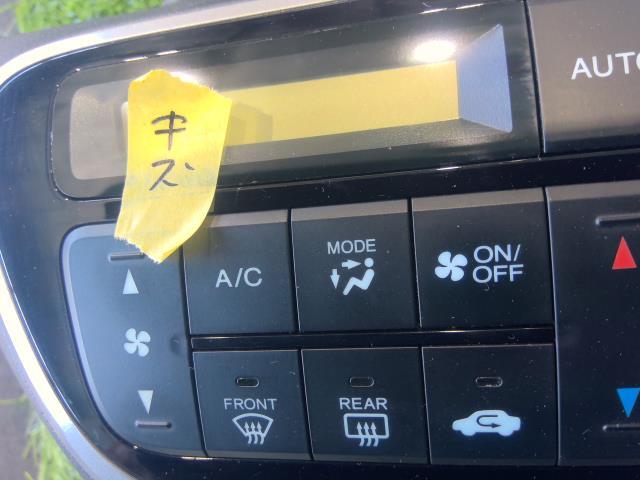 AUTO
キ
ズ
A/C
MODE
ON/
OFF
FRONT
REAR